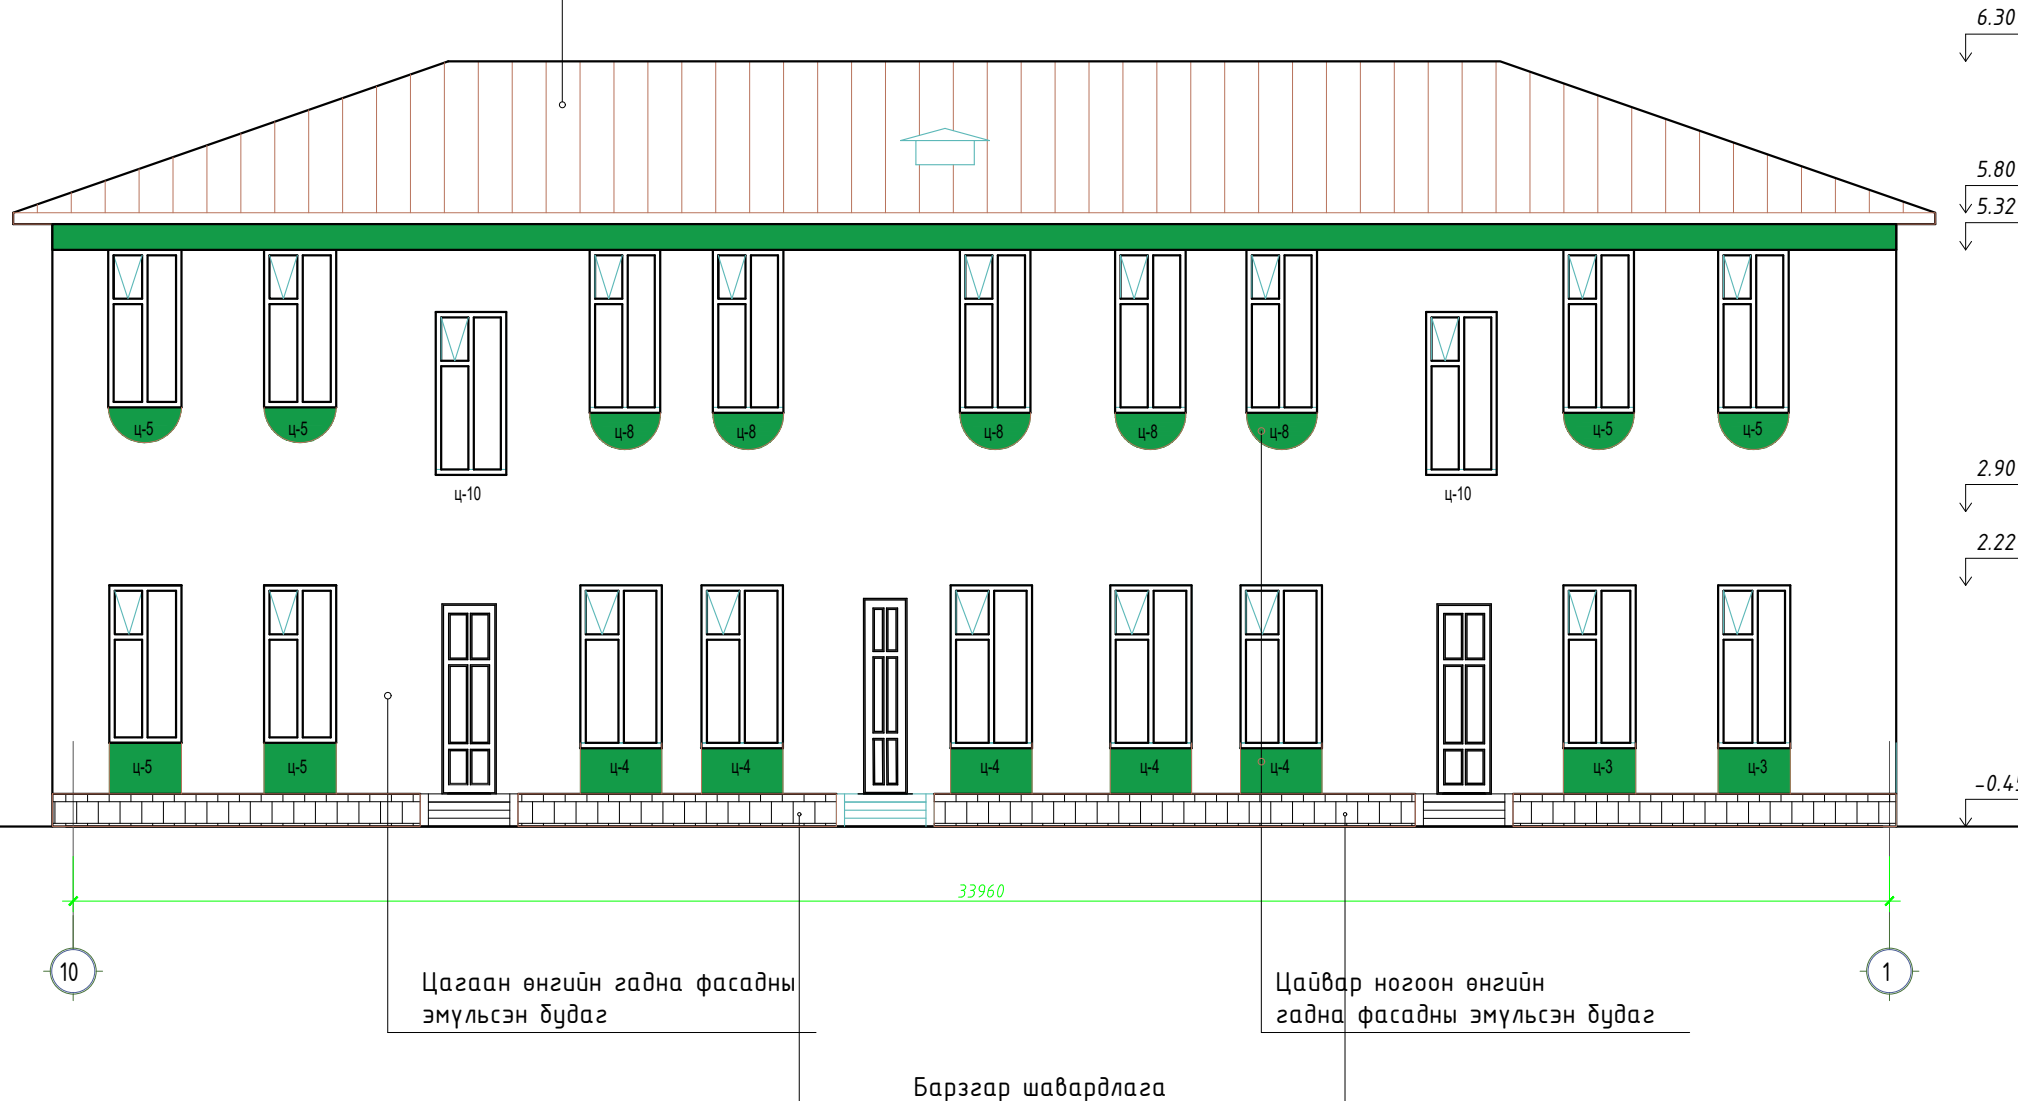 6.30
5.80
5.32
ц-5 ц-5 ц-8 ц-8 ц-8 ц-8 ц-8 ц-5 ц-5
2.90
ц-10 ц-10
2.22
ц-5 ц-5 ц-4 ц-4 ц-4 ц-4 ц-4 ц-3 ц-3
33960
10
1
Цагаан өнгийн гадна фасадны
эмүльсэн будаг
Цайвар ногоон өнгийн
гадна фасадны эмүльсэн будаг
Барзгар шавардлага